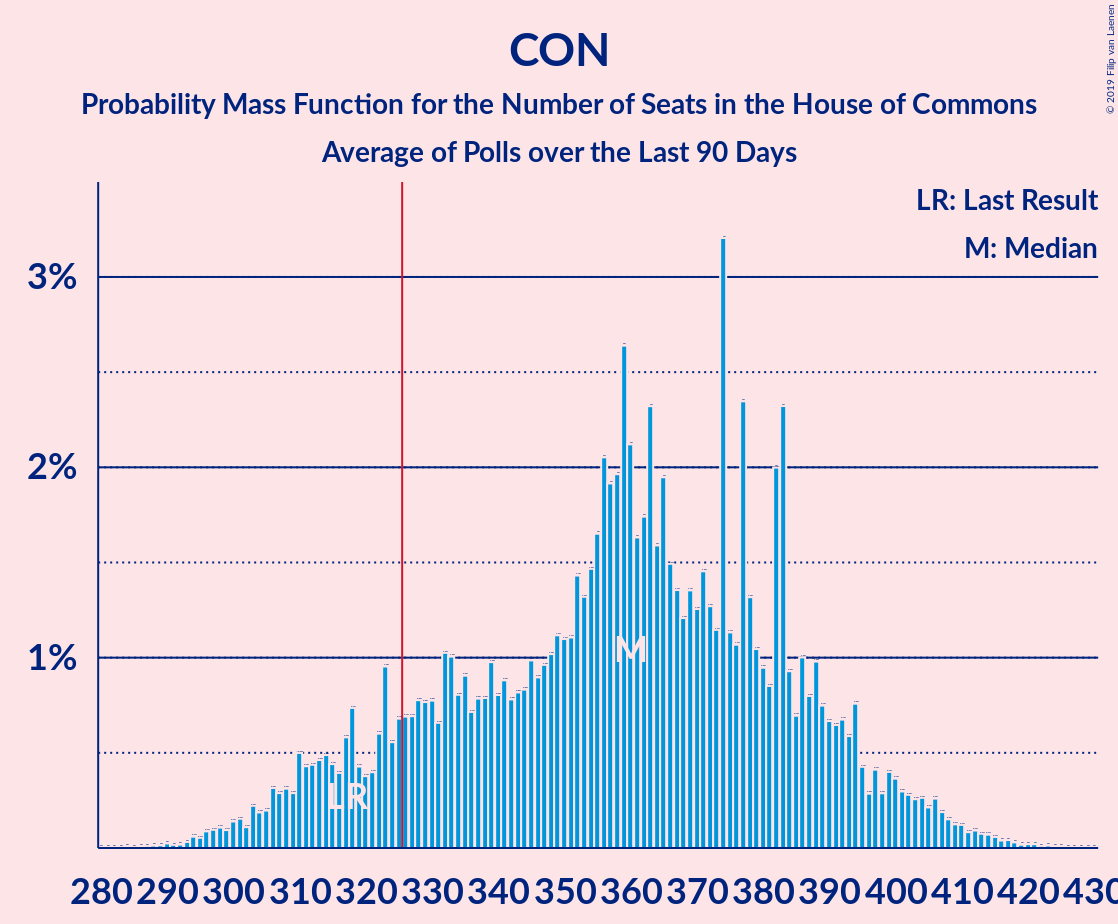 CON
Probability Mass Function for the Number of Seats in the House of Commons
Average of Polls over the Last 90 Days
© 2019 Filip van Laenen
LR: Last Result
M: Median
3%
2%
1%
M
LR
280 290 300 310 320 330 340 350 360 370 380 390 400 410 420 430